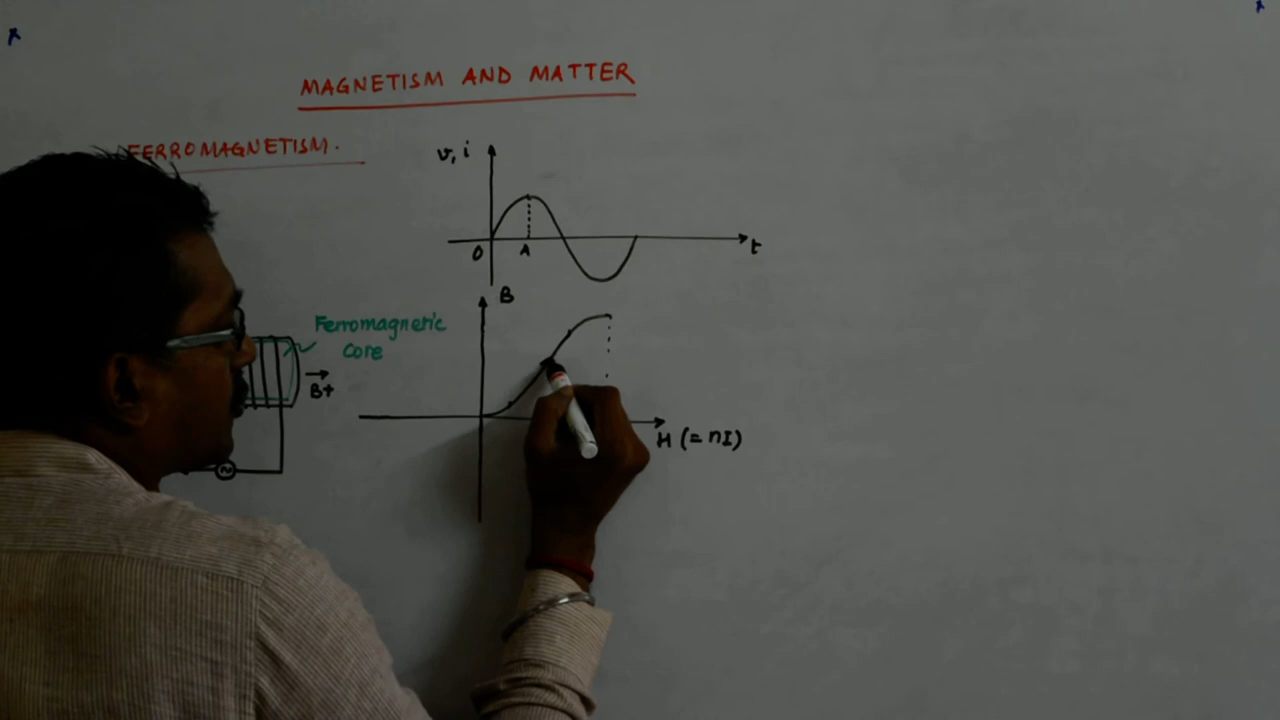 MAGNETISM AND MATTER
FERROMAGNETISM.
v, i
O
A
t
B
Ferromagnetic
Core
B+
H (= nI)